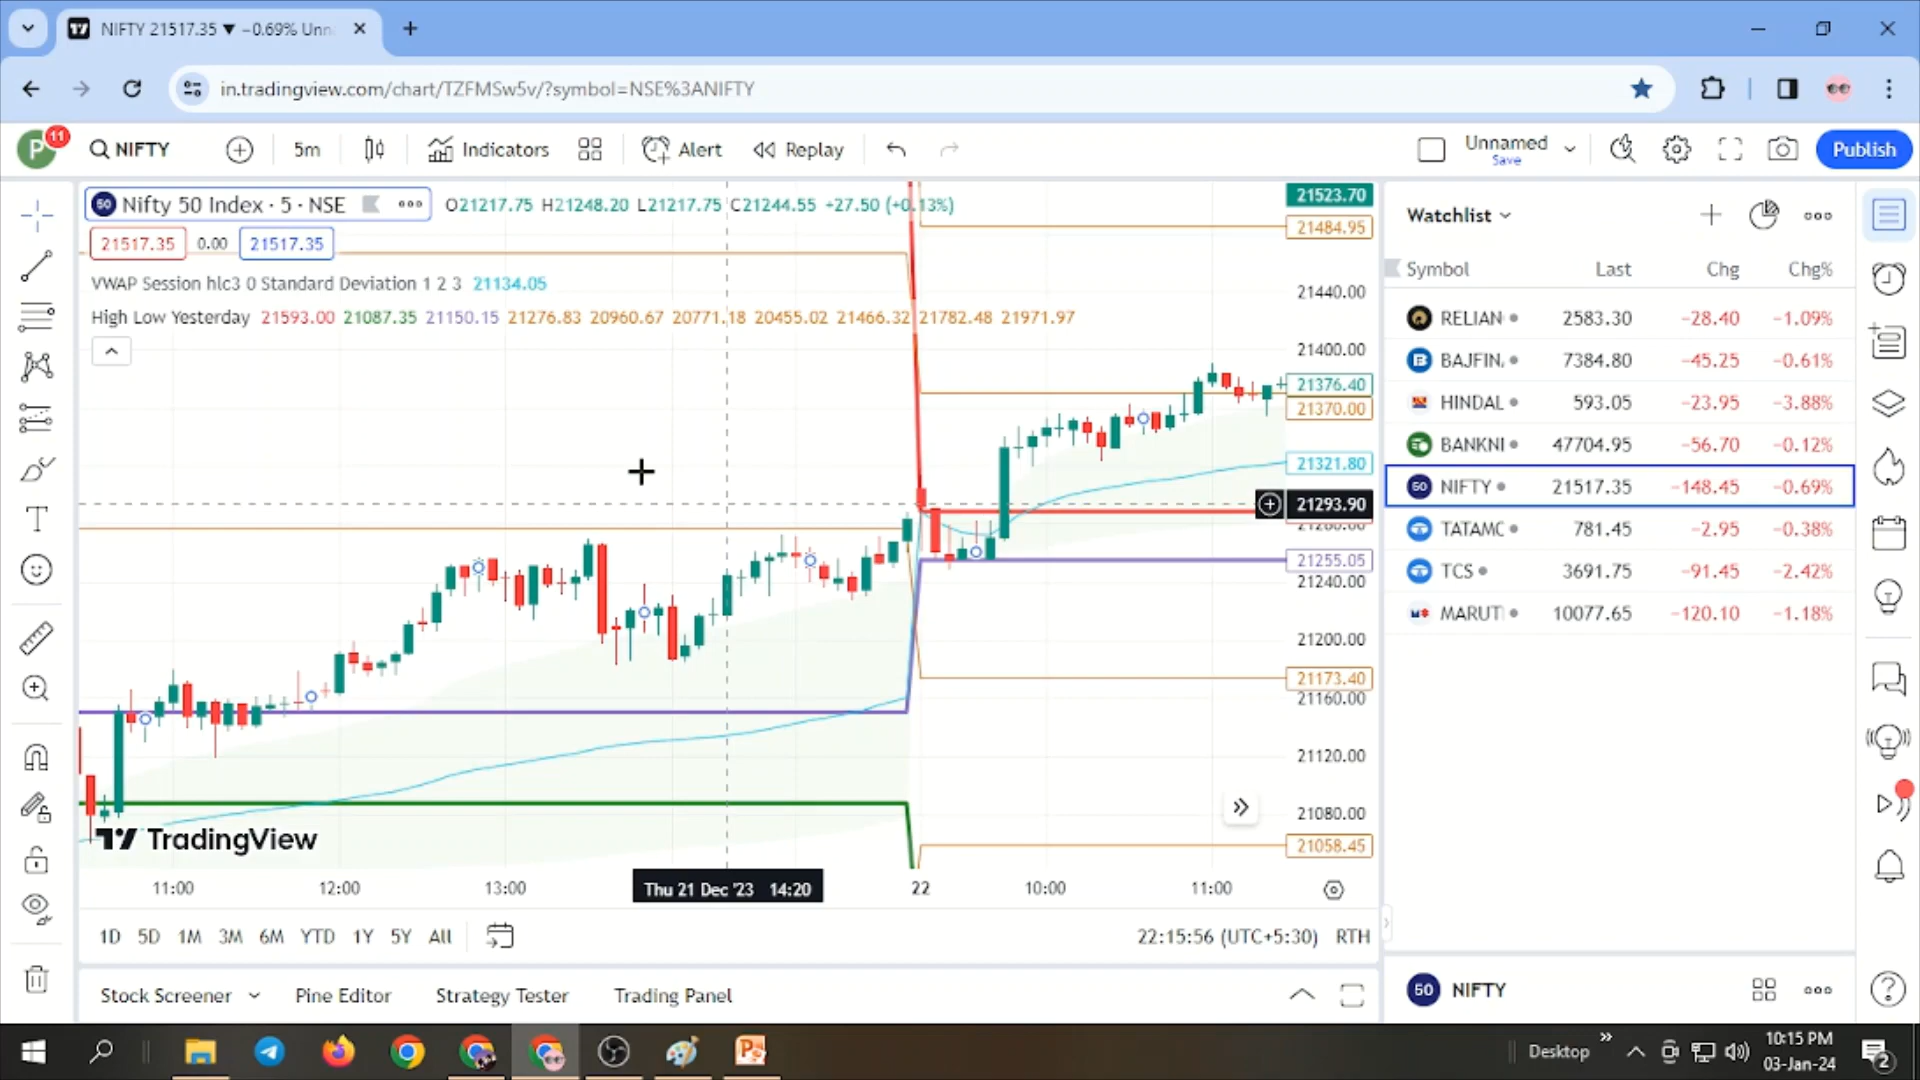 NIFTY 21517.35 ▼ −0.69% Unn
in.tradingview.com/chart/TZFMSw5v/?symbol=NSE%3ANIFTY
P 11 NIFTY 5m Indicators Alert Replay Unnamed Save Publish
50 Nifty 50 Index · 5 · NSE O21217.75 H21248.20 L21217.75 C21244.55 +27.50 (+0.13%)
21517.35 0.00 21517.35
VWAP Session hlc3 0 Standard Deviation 1 2 3 21134.05
High Low Yesterday 21593.00 21087.35 21150.15 21276.83 20960.67 20771.18 20455.02 21466.32 21782.48 21971.97
21523.70
21484.95
21440.00
21400.00
21376.40
21370.00
21321.80
21293.90
21280.00
21255.05
21240.00
21200.00
21173.40
21160.00
21120.00
21080.00
21058.45
TradingView
11:00 12:00 13:00 Thu 21 Dec '23 14:20 22 10:00 11:00
1D 5D 1M 3M 6M YTD 1Y 5Y All 22:15:56 (UTC+5:30) RTH
Stock Screener Pine Editor Strategy Tester Trading Panel
Watchlist
Symbol Last Chg Chg%
RELIAN 2583.30 −28.40 −1.09%
BAJFIN 7384.80 −45.25 −0.61%
HINDAL 593.05 −23.95 −3.88%
BANKNI 47704.95 −56.70 −0.12%
50 NIFTY 21517.35 −148.45 −0.69%
TATAMO 781.45 −2.95 −0.38%
TCS 3691.75 −91.45 −2.42%
MARUTI 10077.65 −120.10 −1.18%
50 NIFTY
Desktop 10:15 PM
03-Jan-24
2